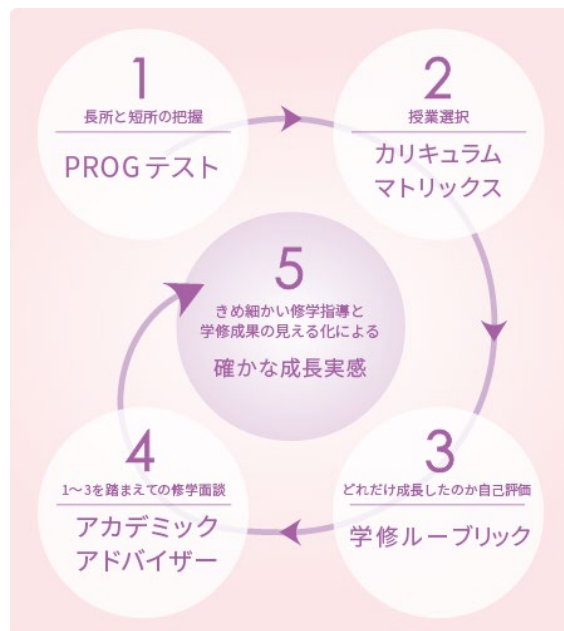 1
長所と短所の把握
PROGテスト
2
授業選択
カリキュラム
マトリックス
3
どれだけ成長したのか自己評価
学修ルーブリック
4
1〜3を踏まえての修学面談
アカデミック
アドバイザー
5
きめ細かい修学指導と
学修成果の見える化による
確かな成長実感